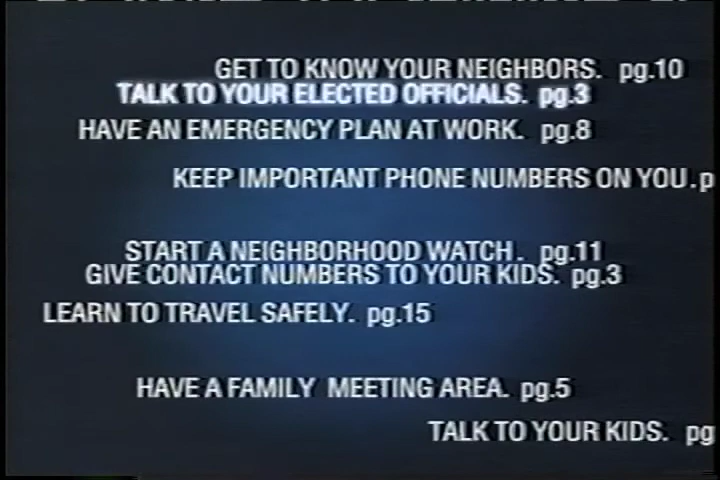 GET TO KNOW YOUR NEIGHBORS. pg.10
TALK TO YOUR ELECTED OFFICIALS. pg.3
HAVE AN EMERGENCY PLAN AT WORK. pg.8
KEEP IMPORTANT PHONE NUMBERS ON YOU. p
START A NEIGHBORHOOD WATCH. pg.11
GIVE CONTACT NUMBERS TO YOUR KIDS. pg.3
LEARN TO TRAVEL SAFELY. pg.15
HAVE A FAMILY MEETING AREA. pg.5
TALK TO YOUR KIDS. pg